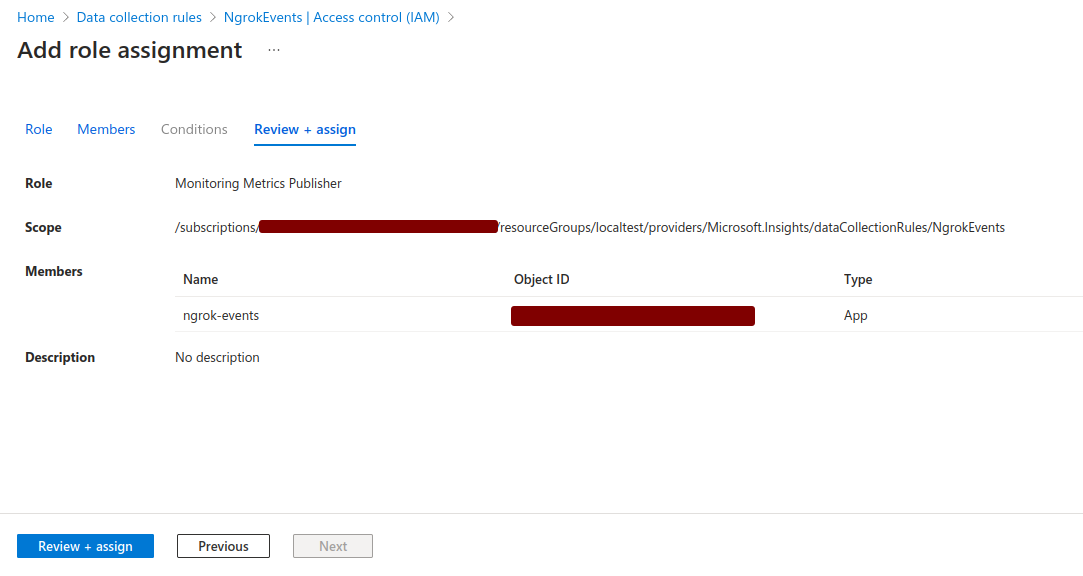 Home > Data collection rules > NgrokEvents | Access control (IAM) >
Add role assignment ...
Role Members Conditions Review + assign
Role Monitoring Metrics Publisher
Scope /subscriptions/ /resourceGroups/localtest/providers/Microsoft.Insights/dataCollectionRules/NgrokEvents
Members
Name Object ID Type
ngrok-events App
Description No description
Review + assign Previous Next